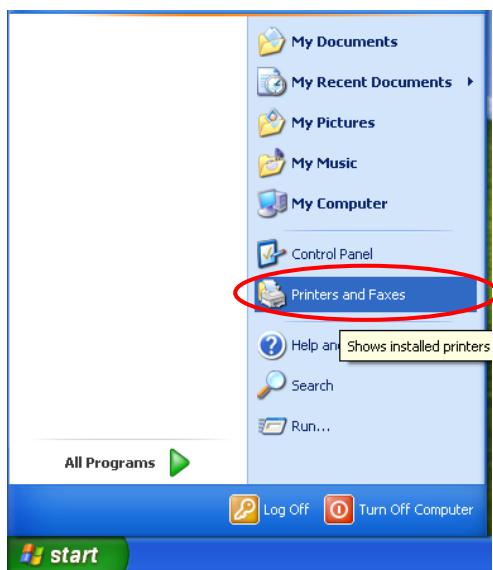 My Documents
My Recent Documents
My Pictures
My Music
My Computer
Control Panel
Printers and Faxes
Help
Shows installed printers
Search
Run...
All Programs
Log Off
Turn Off Computer
start